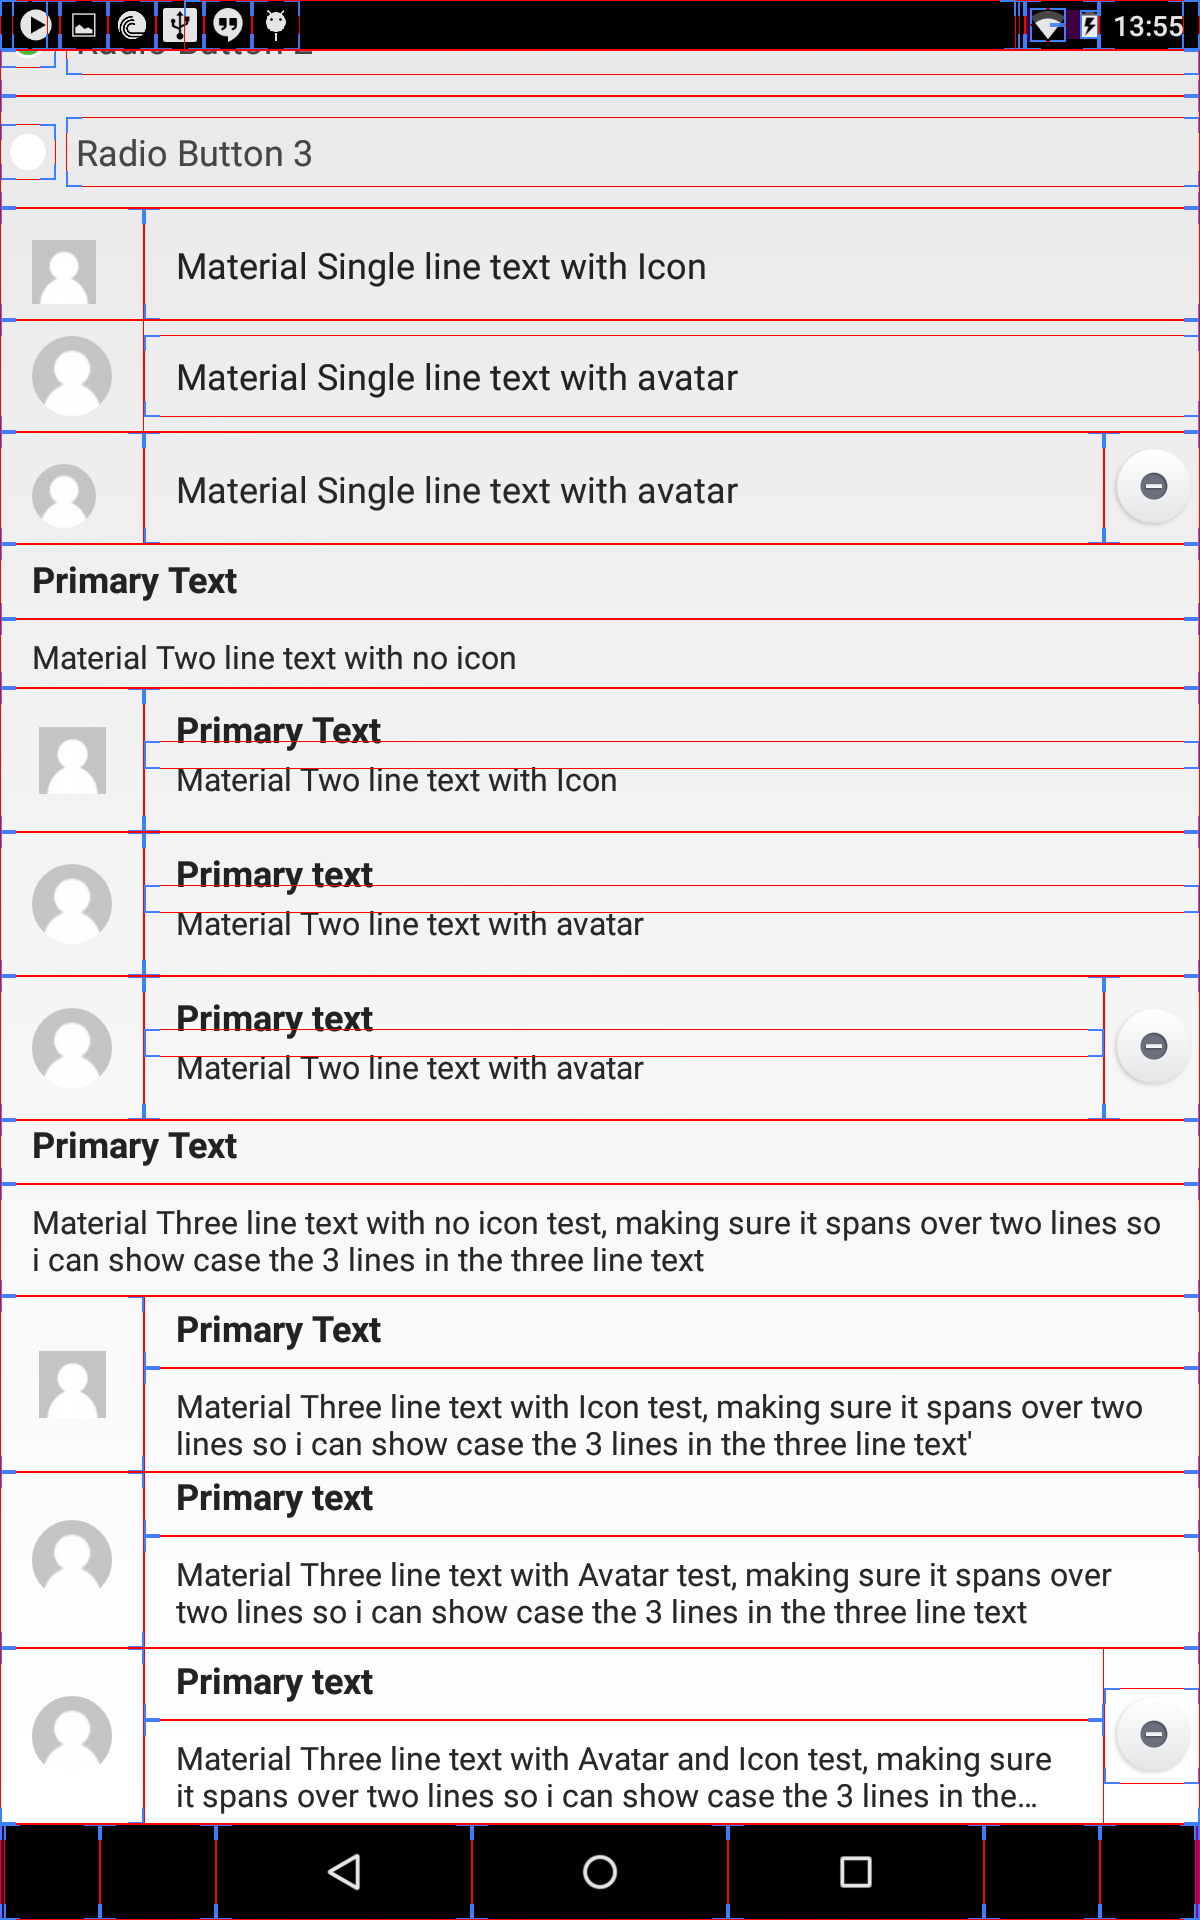 13:55
Radio Button 3
Material Single line text with Icon
Material Single line text with avatar
Material Single line text with avatar
Primary Text
Material Two line text with no icon
Primary Text
Material Two line text with Icon
Primary text
Material Two line text with avatar
Primary text
Material Two line text with avatar
Primary Text
Material Three line text with no icon test, making sure it spans over two lines so
i can show case the 3 lines in the three line text
Primary Text
Material Three line text with Icon test, making sure it spans over two
lines so i can show case the 3 lines in the three line text'
Primary text
Material Three line text with Avatar test, making sure it spans over
two lines so i can show case the 3 lines in the three line text
Primary text
Material Three line text with Avatar and Icon test, making sure
it spans over two lines so i can show case the 3 lines in the...